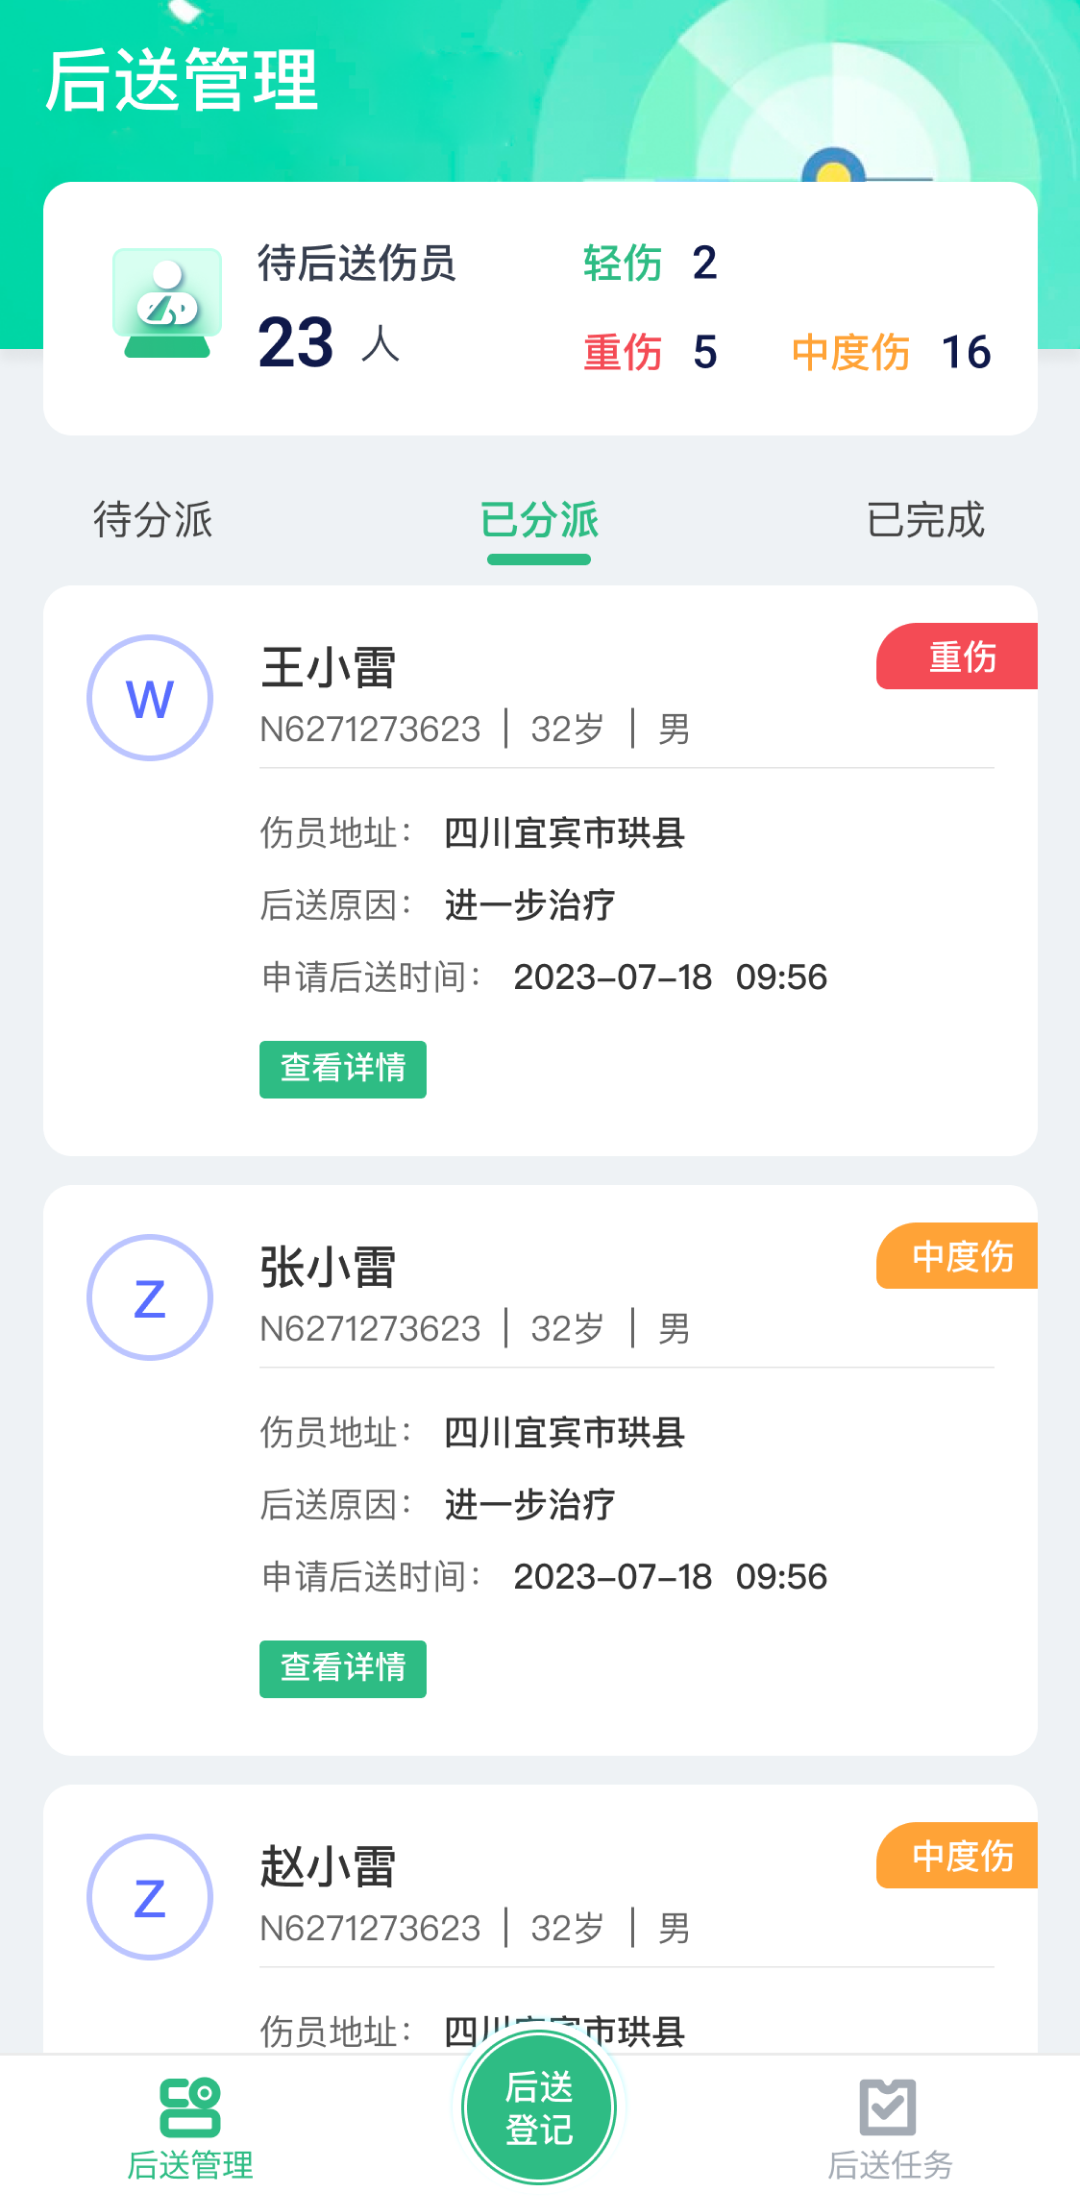 后送管理
待后送伤员
23 人
轻伤 2
重伤 5 中度伤 16
待分派 已分派 已完成
W
王小雷
重伤
N6271273623 | 32岁 | 男
伤员地址： 四川宜宾市珙县
后送原因： 进一步治疗
申请后送时间： 2023-07-18 09:56
查看详情
Z
张小雷
中度伤
N6271273623 | 32岁 | 男
伤员地址： 四川宜宾市珙县
后送原因： 进一步治疗
申请后送时间： 2023-07-18 09:56
查看详情
Z
赵小雷
中度伤
N6271273623 | 32岁 | 男
伤员地址： 四川宜宾市珙县
后送管理
后送
登记
后送任务